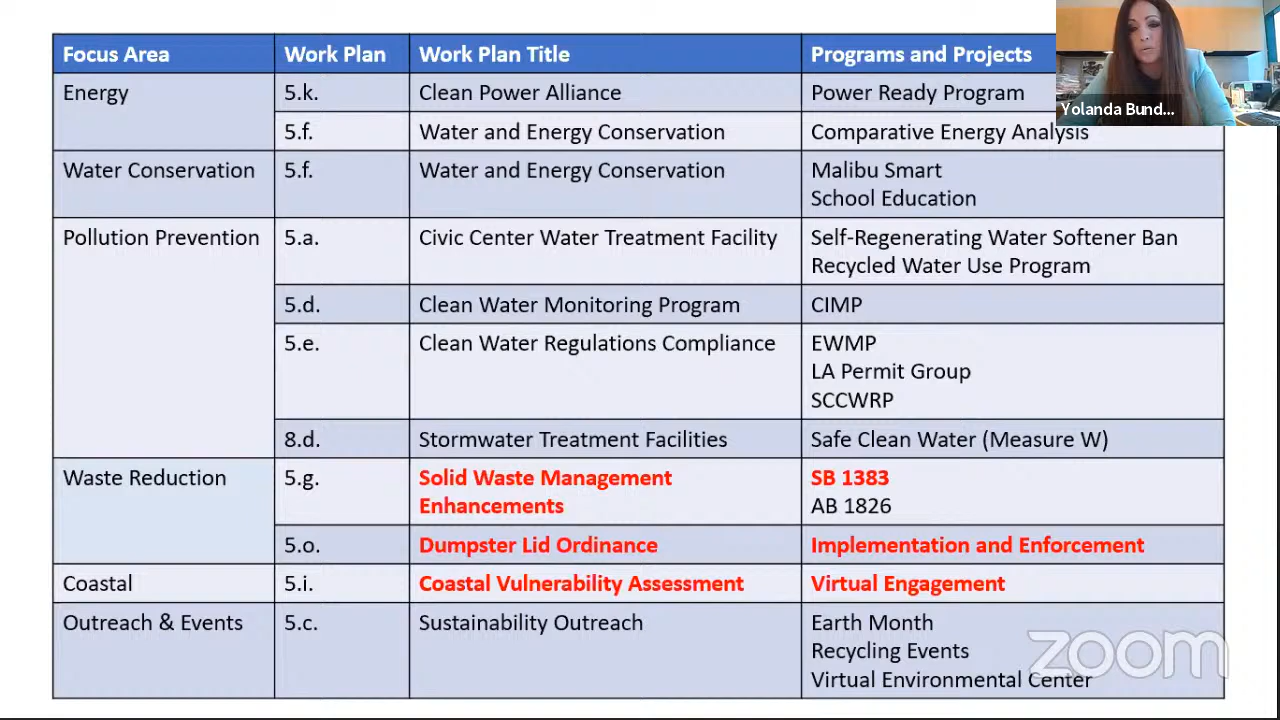 Focus Area Work Plan Work Plan Title Programs and Projects
Energy 5.k. Clean Power Alliance Power Ready Program
Yolanda Bund...
5.f. Water and Energy Conservation Comparative Energy Analysis
Water Conservation 5.f. Water and Energy Conservation Malibu Smart
School Education
Pollution Prevention 5.a. Civic Center Water Treatment Facility Self-Regenerating Water Softener Ban
Recycled Water Use Program
5.d. Clean Water Monitoring Program CIMP
5.e. Clean Water Regulations Compliance EWMP
LA Permit Group
SCCWRP
8.d. Stormwater Treatment Facilities Safe Clean Water (Measure W)
Waste Reduction 5.g. Solid Waste Management SB 1383
Enhancements AB 1826
5.o. Dumpster Lid Ordinance Implementation and Enforcement
Coastal 5.i. Coastal Vulnerability Assessment Virtual Engagement
Outreach & Events 5.c. Sustainability Outreach Earth Month
Recycling Events
Virtual Environmental Center
zoom